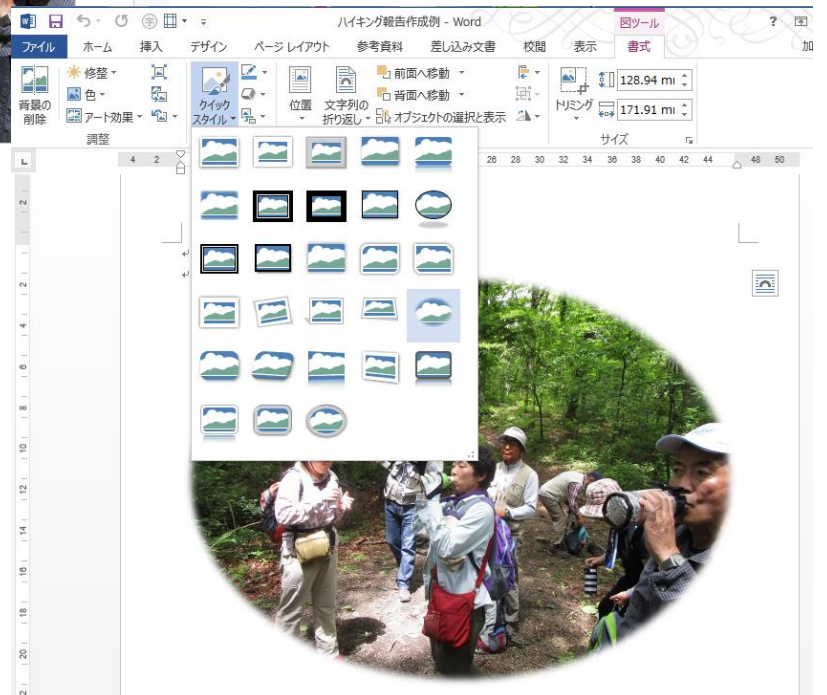 ハイキング報告作成例 - Word
図ツール
?
ファイル ホーム 挿入 デザイン ページ レイアウト 参考資料 差し込み文書 校閲 表示 書式
背景の
削除
修整
色
アート効果
調整
クイック
スタイル
位置
文字列の
折り返し
前面へ移動
背面へ移動
オブジェクトの選択と表示
トリミング
128.94 mi
171.91 mi
サイズ
4 2 26 28 30 32 34 36 38 40 42 44 48 50
2
2
4
6
8
10
12
14
16
18
20